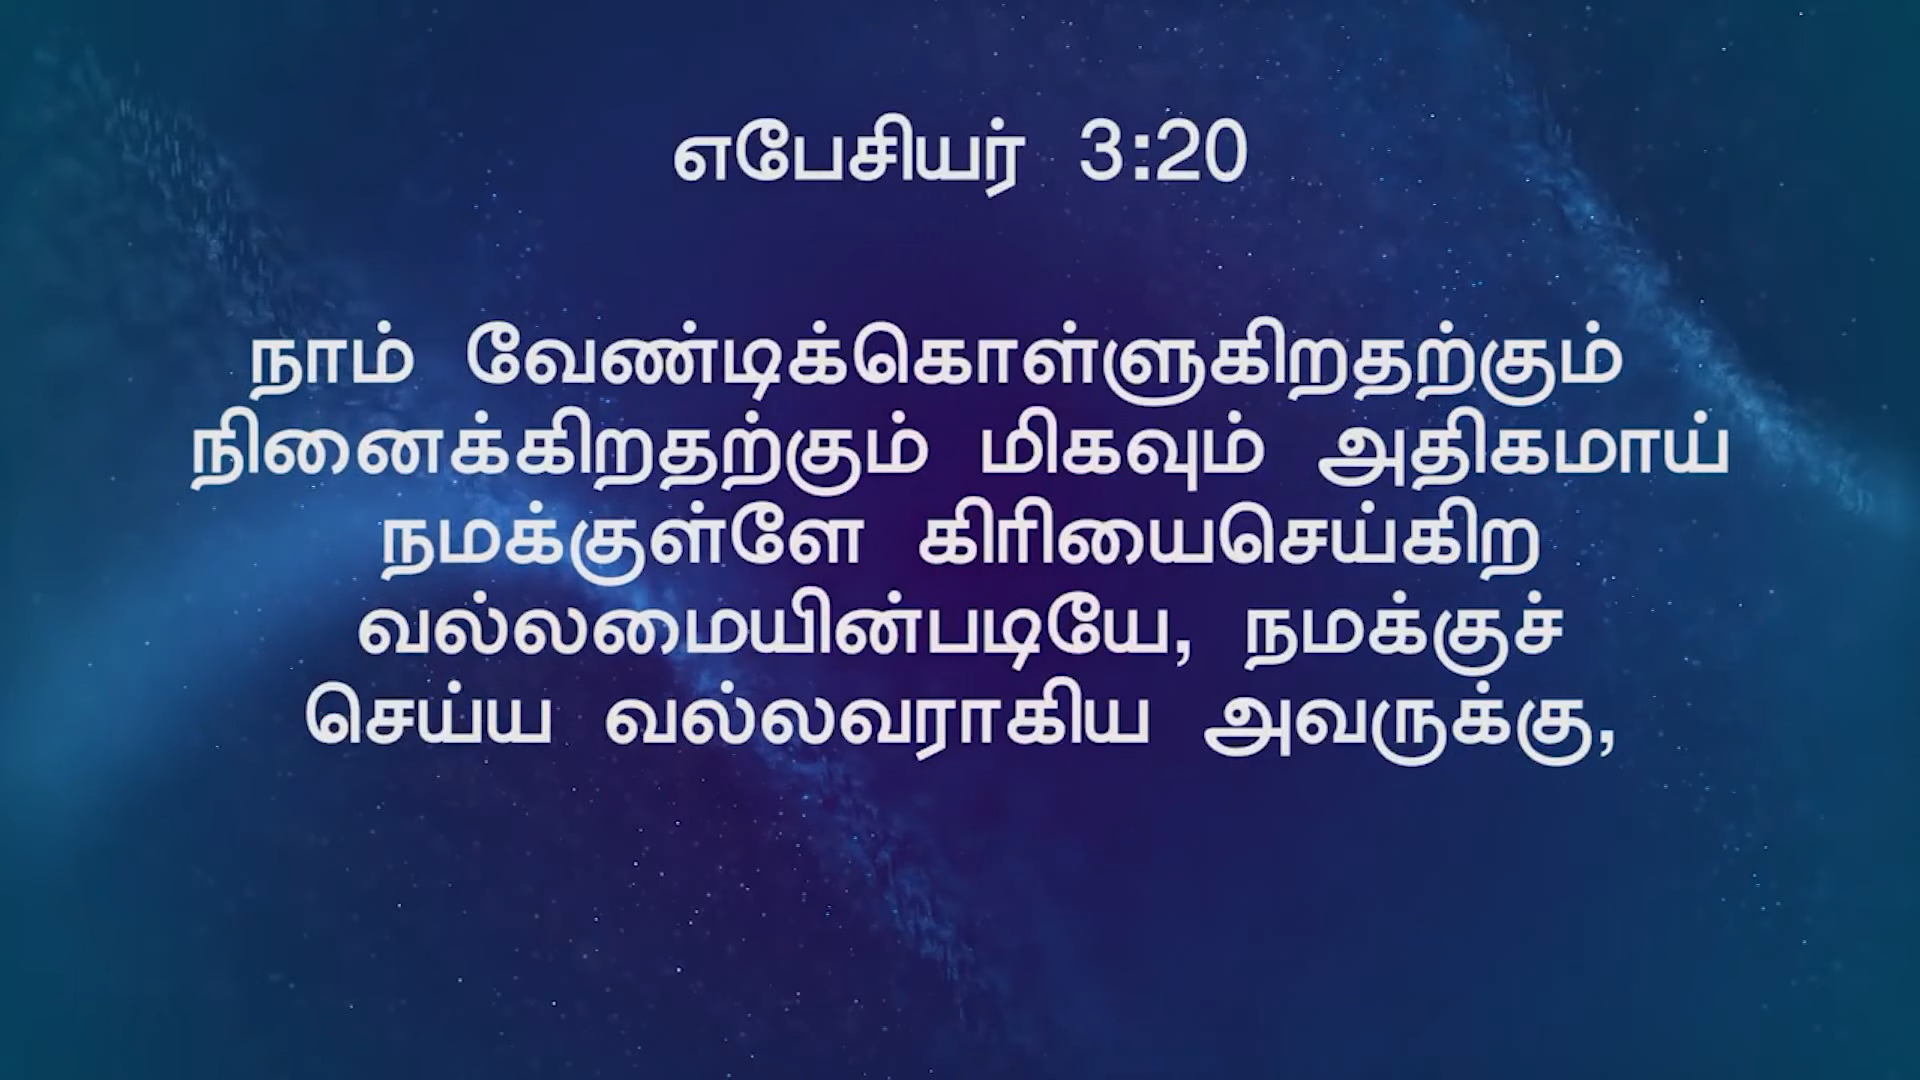 எபேசியர் 3:20
நாம் வேண்டிக்கொள்ளுகிறதற்கும்
நினைக்கிறதற்கும் மிகவும் அதிகமாய்
நமக்குள்ளே கிரியைசெய்கிற
வல்லமையின்படியே, நமக்குச்
செய்ய வல்லவராகிய அவருக்கு,